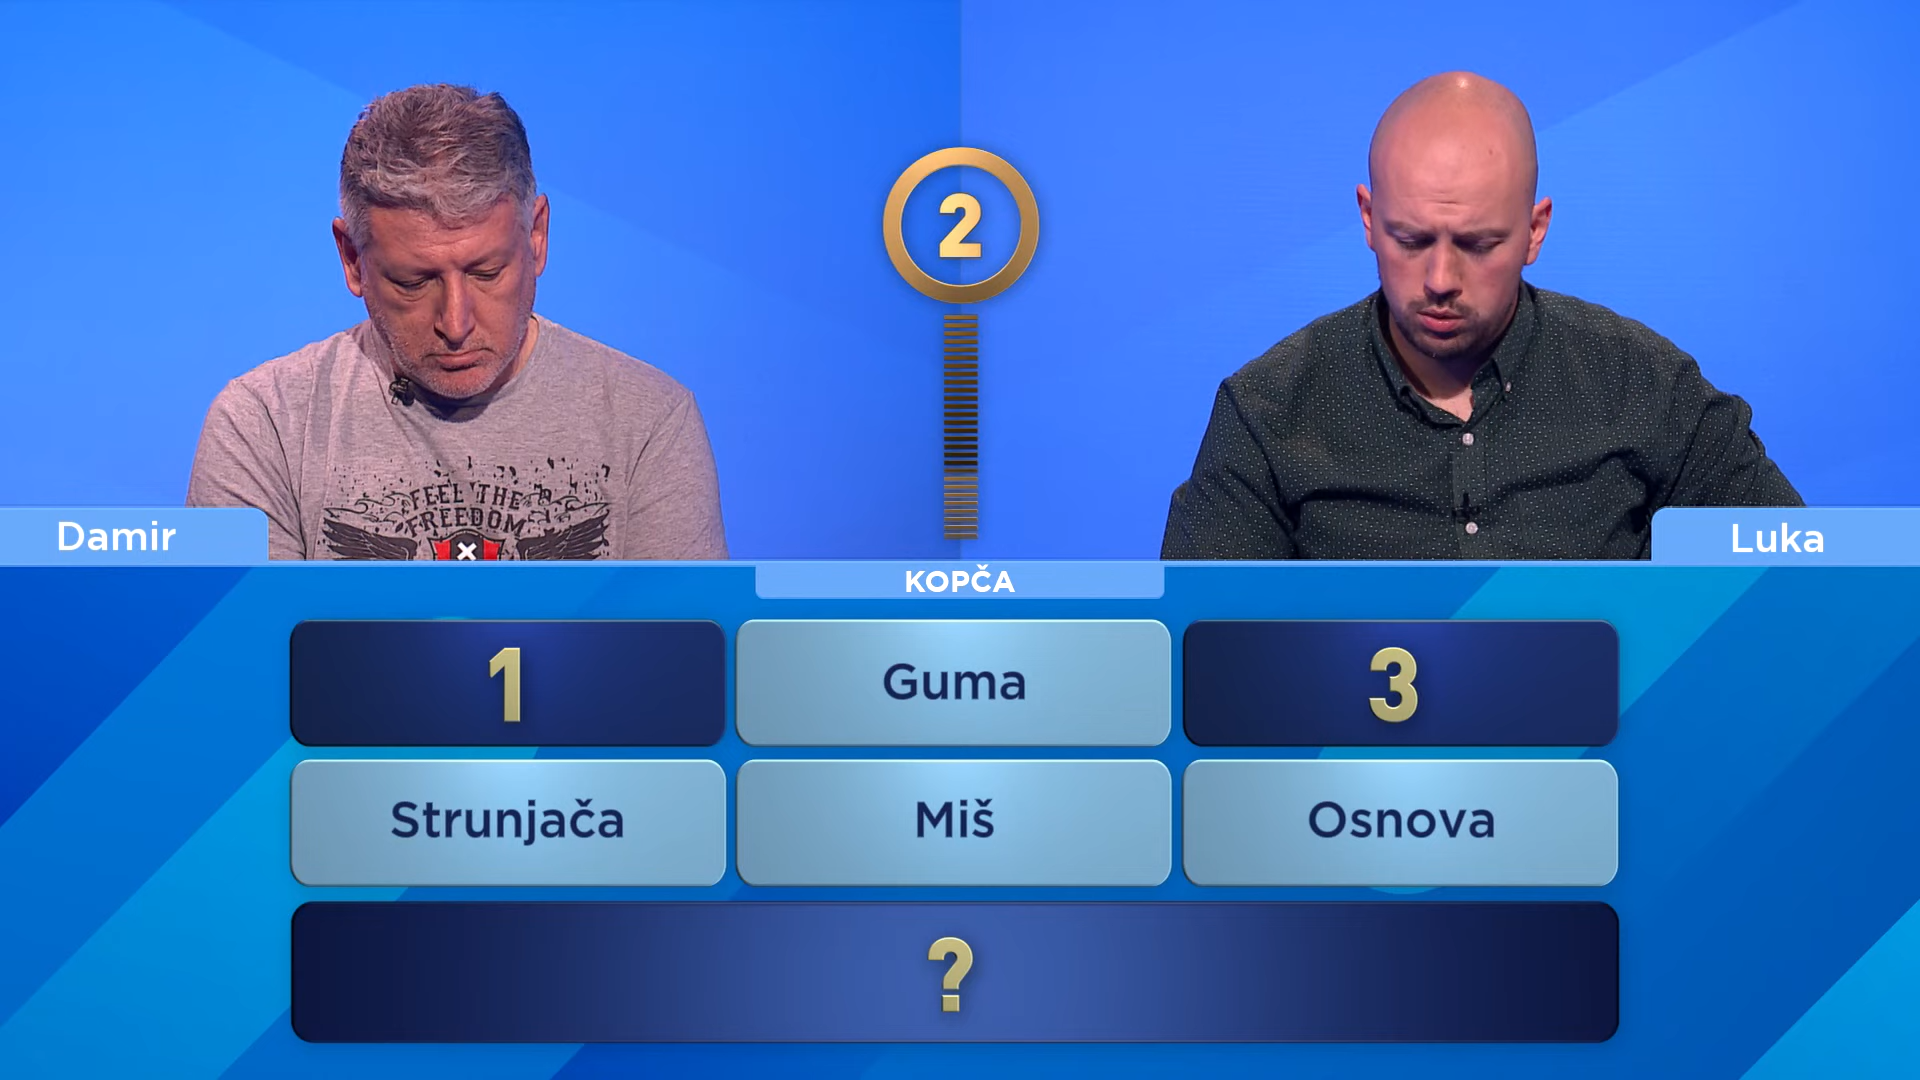 2
FEEL THE
FREEDOM
Damir
Luka
KOPČA
1
Guma
3
Strunjača
Miš
Osnova
?